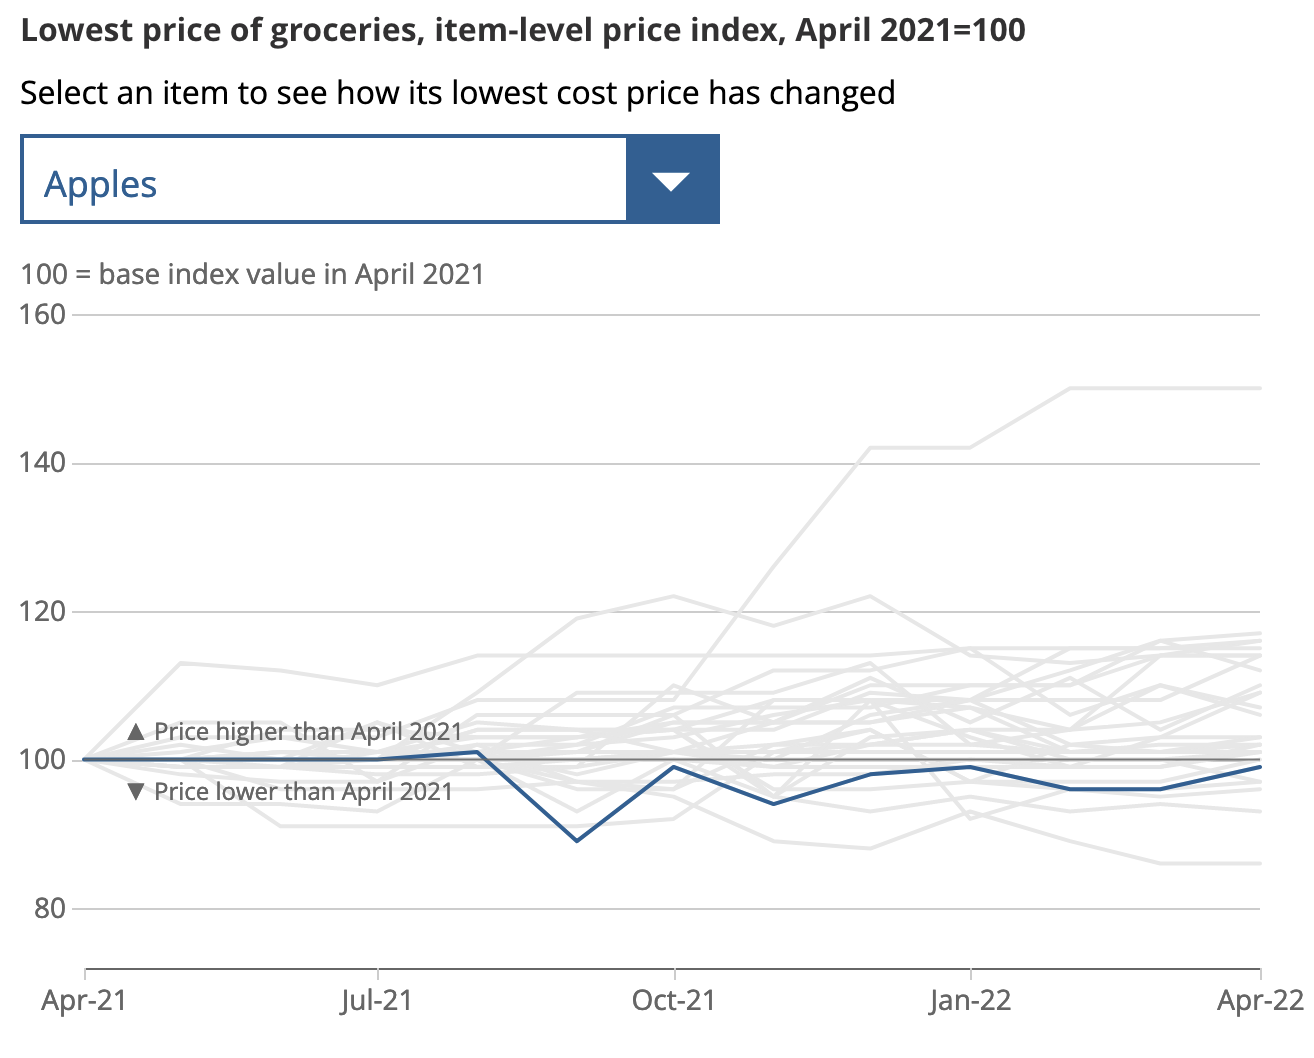 Lowest price of groceries, item-level price index, April 2021=100
Select an item to see how its lowest cost price has changed
Apples
100 = base index value in April 2021
160
140
120
▲ Price higher than April 2021
100
▼ Price lower than April 2021
80
Apr-21 Jul-21 Oct-21 Jan-22 Apr-22